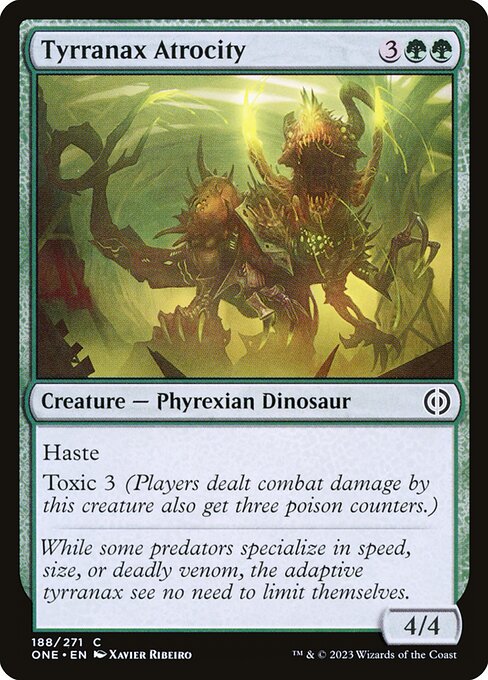 Tyrranax Atrocity 3
Creature — Phyrexian Dinosaur
Haste
Toxic 3 (Players dealt combat damage by
this creature also get three poison counters.)
While some predators specialize in speed,
size, or deadly venom, the adaptive
tyrranax see no need to limit themselves.
4/4
188/271 C
ONE • EN Xavier Ribeiro
™ & © 2023 Wizards of the Coast